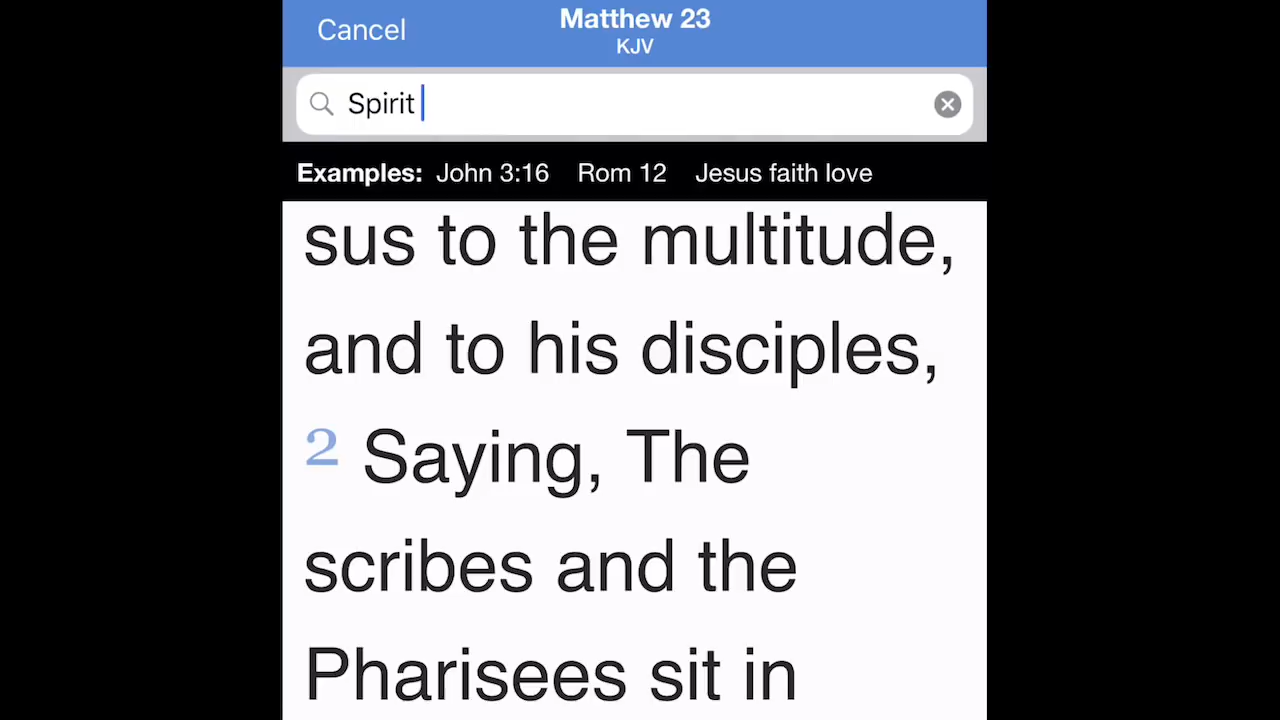 Cancel
Matthew 23
KJV
Spirit
Examples: John 3:16 Rom 12 Jesus faith love
sus to the multitude,
and to his disciples,
2 Saying, The
scribes and the
Pharisees sit in